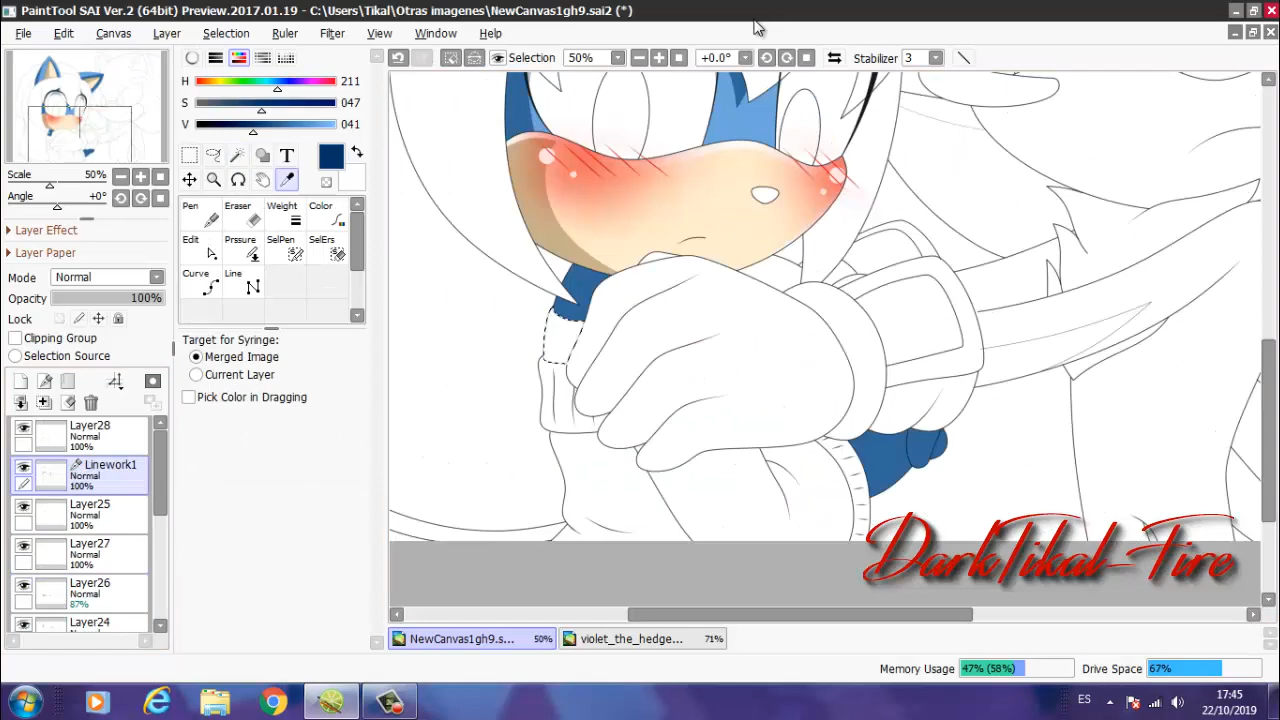 PaintTool SAI Ver.2 (64bit) Preview.2017.01.19 - C:\Users\Tikal\Otras imagenes\NewCanvas1gh9.sai2 (*)
File Edit Canvas Layer Selection Ruler Filter View Window Help
Selection 50% +0.0° Stabilizer 3
H 211
S 047
V 041
T
Scale 50%
Angle +0°
Pen Eraser Weight Color
Edit Prssure SelPen SelErs
Curve Line
Layer Effect
Layer Paper
Mode Normal
Opacity 100%
Lock
Clipping Group
Selection Source
Target for Syringe:
Merged Image
Current Layer
Pick Color in Dragging
Layer28
Normal
100%
Linework1
Normal
100%
Layer25
Normal
100%
Layer27
Normal
100%
Layer26
Normal
87%
Layer24
Normal
DarkTikal-Fire
NewCanvas1gh9.s... 50% violet_the_hedge... 71%
Memory Usage 47% (58%) Drive Space 67%
ES 17:45
22/10/2019